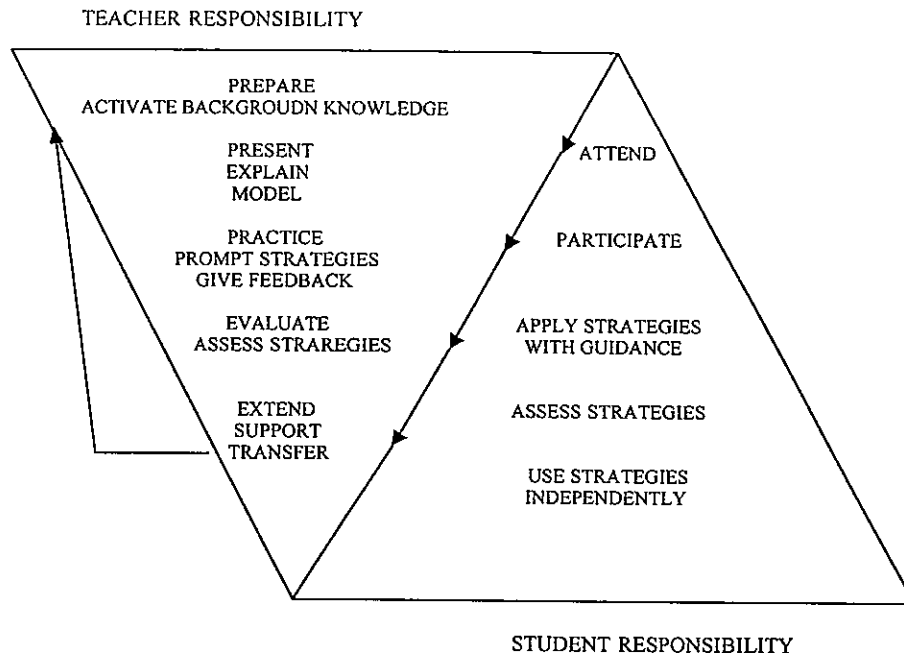 TEACHER RESPONSIBILITY
PREPARE
ACTIVATE BACKGROUDN KNOWLEDGE
PRESENT
EXPLAIN
MODEL
PRACTICE
PROMPT STRATEGIES
GIVE FEEDBACK
EVALUATE
ASSESS STRAREGIES
EXTEND
SUPPORT
TRANSFER
ATTEND
PARTICIPATE
APPLY STRATEGIES
WITH GUIDANCE
ASSESS STRATEGIES
USE STRATEGIES
INDEPENDENTLY
STUDENT RESPONSIBILITY